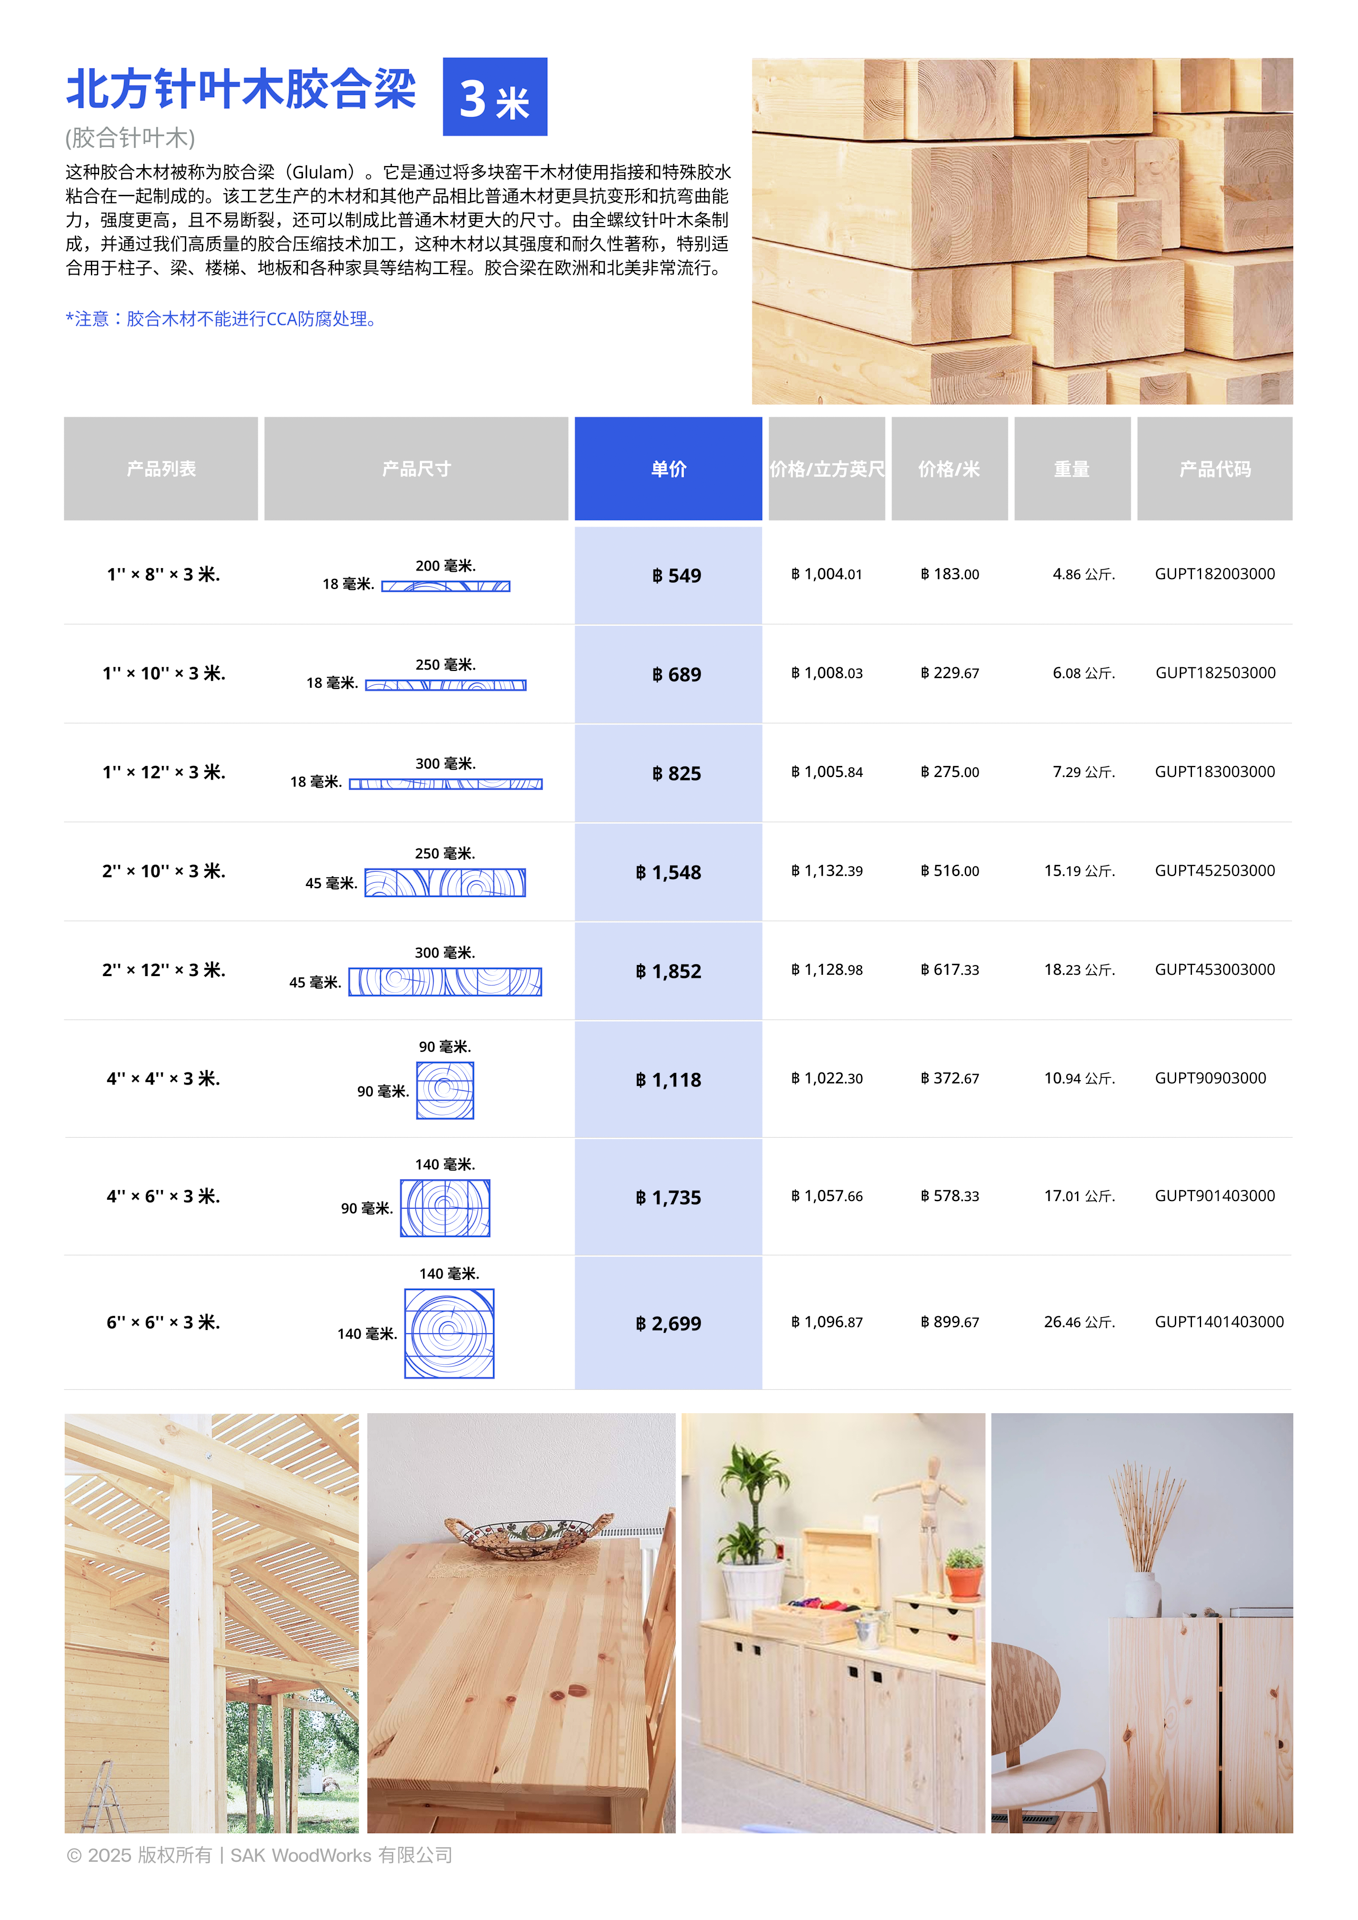 北方针叶木胶合梁
3 米
(胶合针叶木)
这种胶合木材被称为胶合梁（Glulam）。它是通过将多块窑干木材使用指接和特殊胶水
粘合在一起制成的。该工艺生产的木材和其他产品相比普通木材更具抗变形和抗弯曲能
力，强度更高，且不易断裂，还可以制成比普通木材更大的尺寸。由全螺纹针叶木条制
成，并通过我们高质量的胶合压缩技术加工，这种木材以其强度和耐久性著称，特别适
合用于柱子、梁、楼梯、地板和各种家具等结构工程。胶合梁在欧洲和北美非常流行。
*注意：胶合木材不能进行CCA防腐处理。
产品列表 产品尺寸 单价 价格/立方英尺 价格/米 重量 产品代码
200 毫米.
1'' × 8'' × 3 米. 18 毫米. ฿ 549 ฿ 1,004.01 ฿ 183.00 4.86 公斤. GUPT182003000
250 毫米.
1'' × 10'' × 3 米. 18 毫米. ฿ 689 ฿ 1,008.03 ฿ 229.67 6.08 公斤. GUPT182503000
300 毫米.
1'' × 12'' × 3 米. 18 毫米. ฿ 825 ฿ 1,005.84 ฿ 275.00 7.29 公斤. GUPT183003000
250 毫米.
2'' × 10'' × 3 米. 45 毫米. ฿ 1,548 ฿ 1,132.39 ฿ 516.00 15.19 公斤. GUPT452503000
300 毫米.
2'' × 12'' × 3 米. 45 毫米. ฿ 1,852 ฿ 1,128.98 ฿ 617.33 18.23 公斤. GUPT453003000
90 毫米.
4'' × 4'' × 3 米. 90 毫米. ฿ 1,118 ฿ 1,022.30 ฿ 372.67 10.94 公斤. GUPT90903000
140 毫米.
4'' × 6'' × 3 米. 90 毫米. ฿ 1,735 ฿ 1,057.66 ฿ 578.33 17.01 公斤. GUPT901403000
140 毫米.
6'' × 6'' × 3 米. 140 毫米. ฿ 2,699 ฿ 1,096.87 ฿ 899.67 26.46 公斤. GUPT1401403000
© 2025 版权所有 | SAK WoodWorks 有限公司